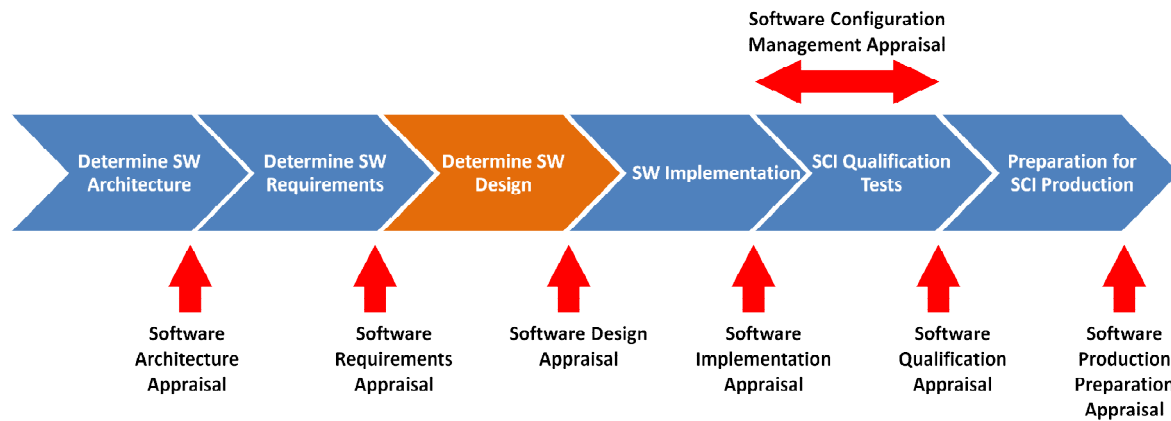 Software Configuration
Management Appraisal
Determine SW
Architecture
Determine SW
Requirements
Determine SW
Design
SW Implementation
SCI Qualification
Tests
Preparation for
SCI Production
Software
Architecture
Appraisal
Software
Requirements
Appraisal
Software Design
Appraisal
Software
Implementation
Appraisal
Software
Qualification
Appraisal
Software
Production
Preparation
Appraisal